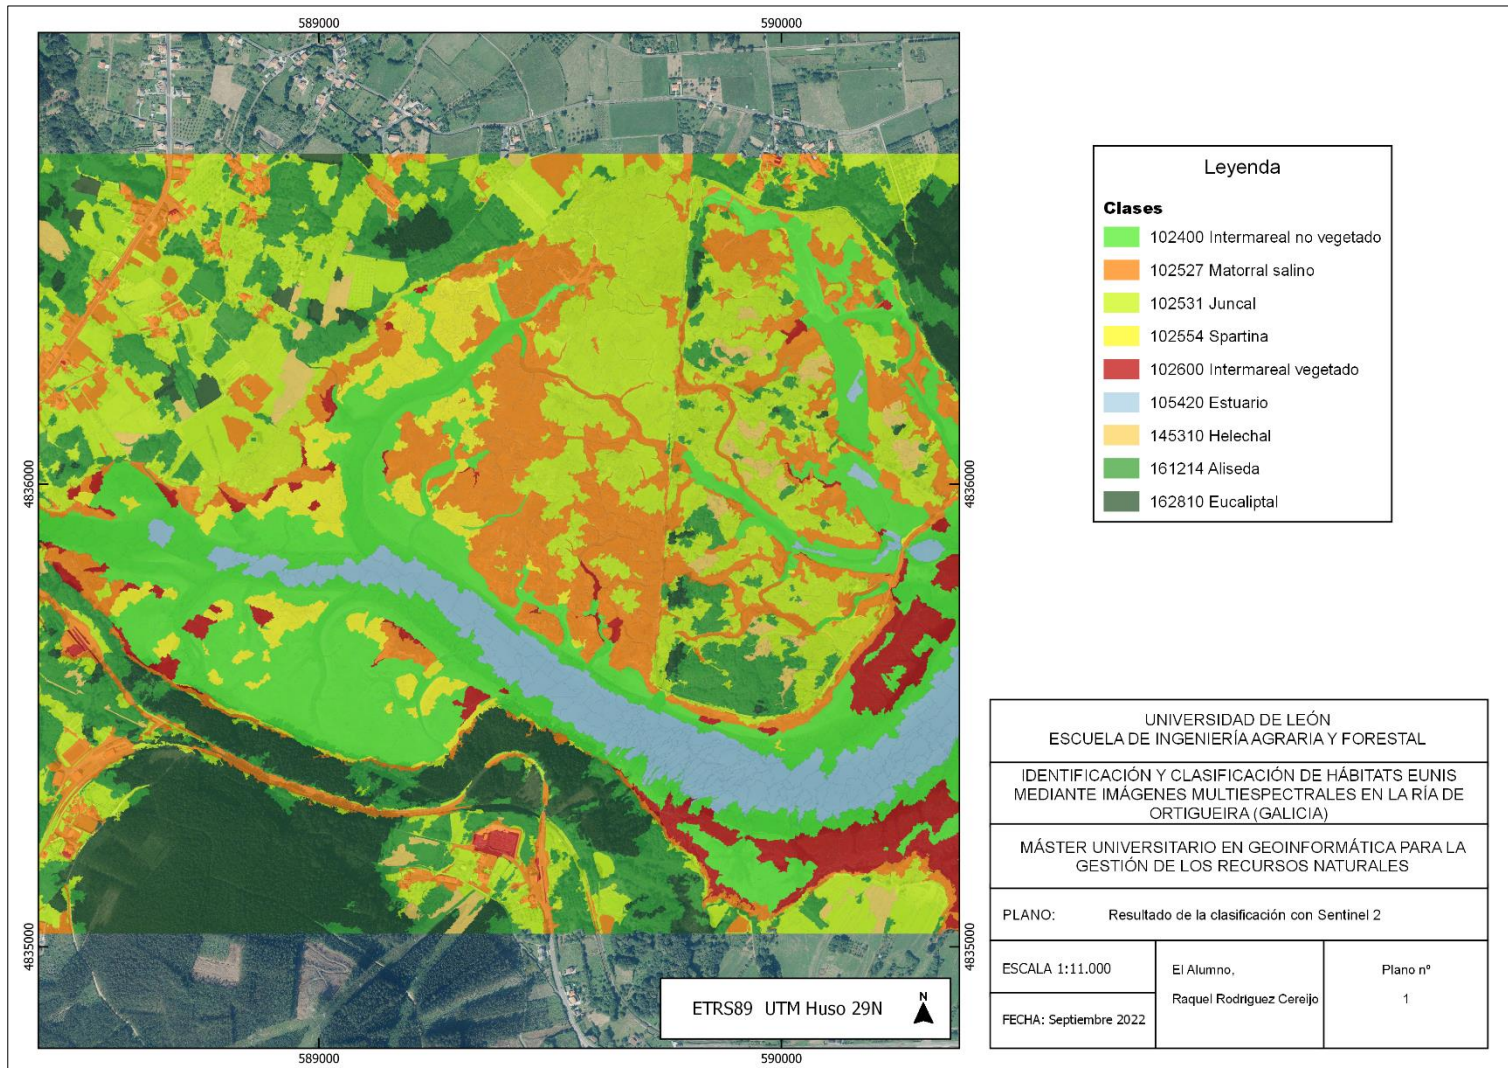 589000
590000
4836000
4836000
4835000
4835000
589000
590000
ETRS89 UTM Huso 29N
N
Leyenda
Clases
102400 Intermareal no vegetado
102527 Matorral salino
102531 Juncal
102554 Spartina
102600 Intermareal vegetado
105420 Estuario
145310 Helechal
161214 Aliseda
162810 Eucaliptal
UNIVERSIDAD DE LEÓN
ESCUELA DE INGENIERÍA AGRARIA Y FORESTAL
IDENTIFICACIÓN Y CLASIFICACIÓN DE HÁBITATS EUNIS
MEDIANTE IMÁGENES MULTIESPECTRALES EN LA RÍA DE
ORTIGUEIRA (GALICIA)
MÁSTER UNIVERSITARIO EN GEOINFORMÁTICA PARA LA
GESTIÓN DE LOS RECURSOS NATURALES
PLANO: Resultado de la clasificación con Sentinel 2
ESCALA 1:11.000
FECHA: Septiembre 2022
El Alumno,
Raquel Rodríguez Cereijo
Plano nº
1